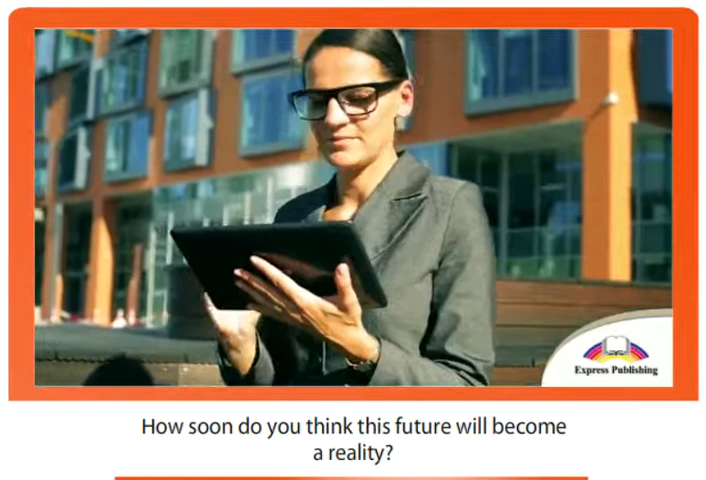 Express Publishing
How soon do you think this future will become
a reality?